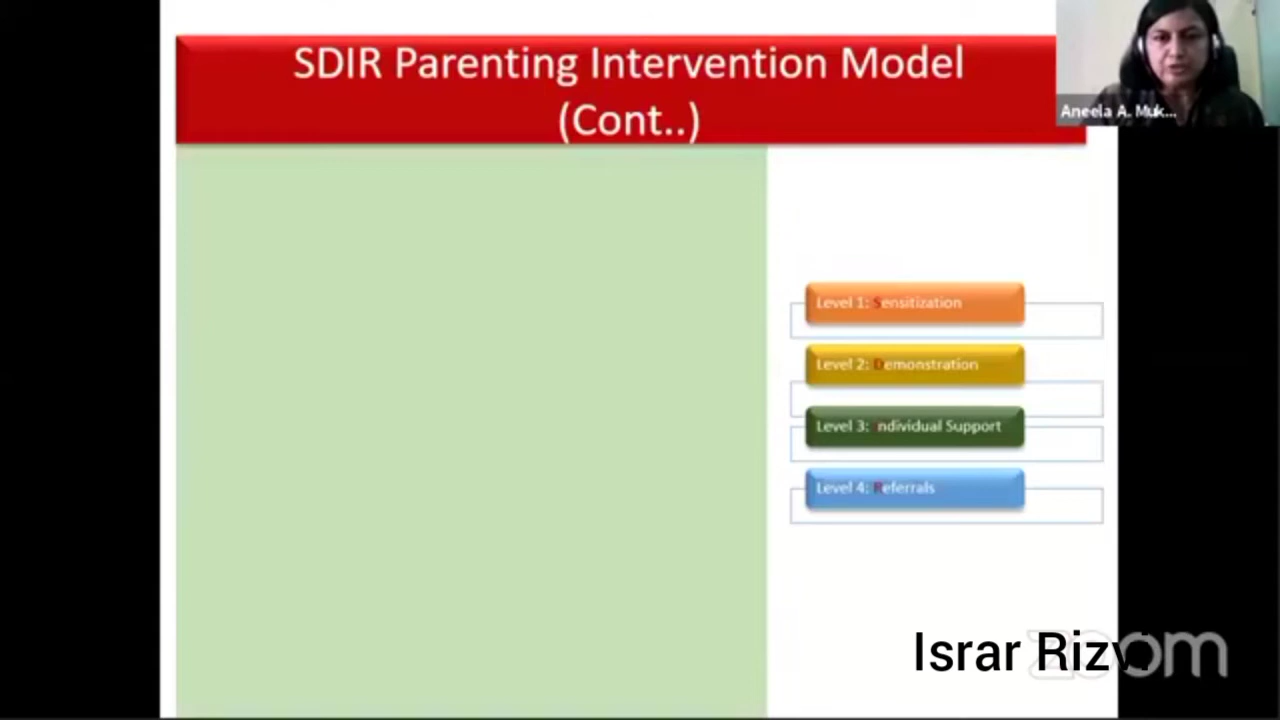 SDIR Parenting Intervention Model
(Cont..)
Aneela A. Muk...
Level 1: Sensitization
Level 2: Demonstration
Level 3: Individual Support
Level 4: Referrals
Israr Rizvi
zoom